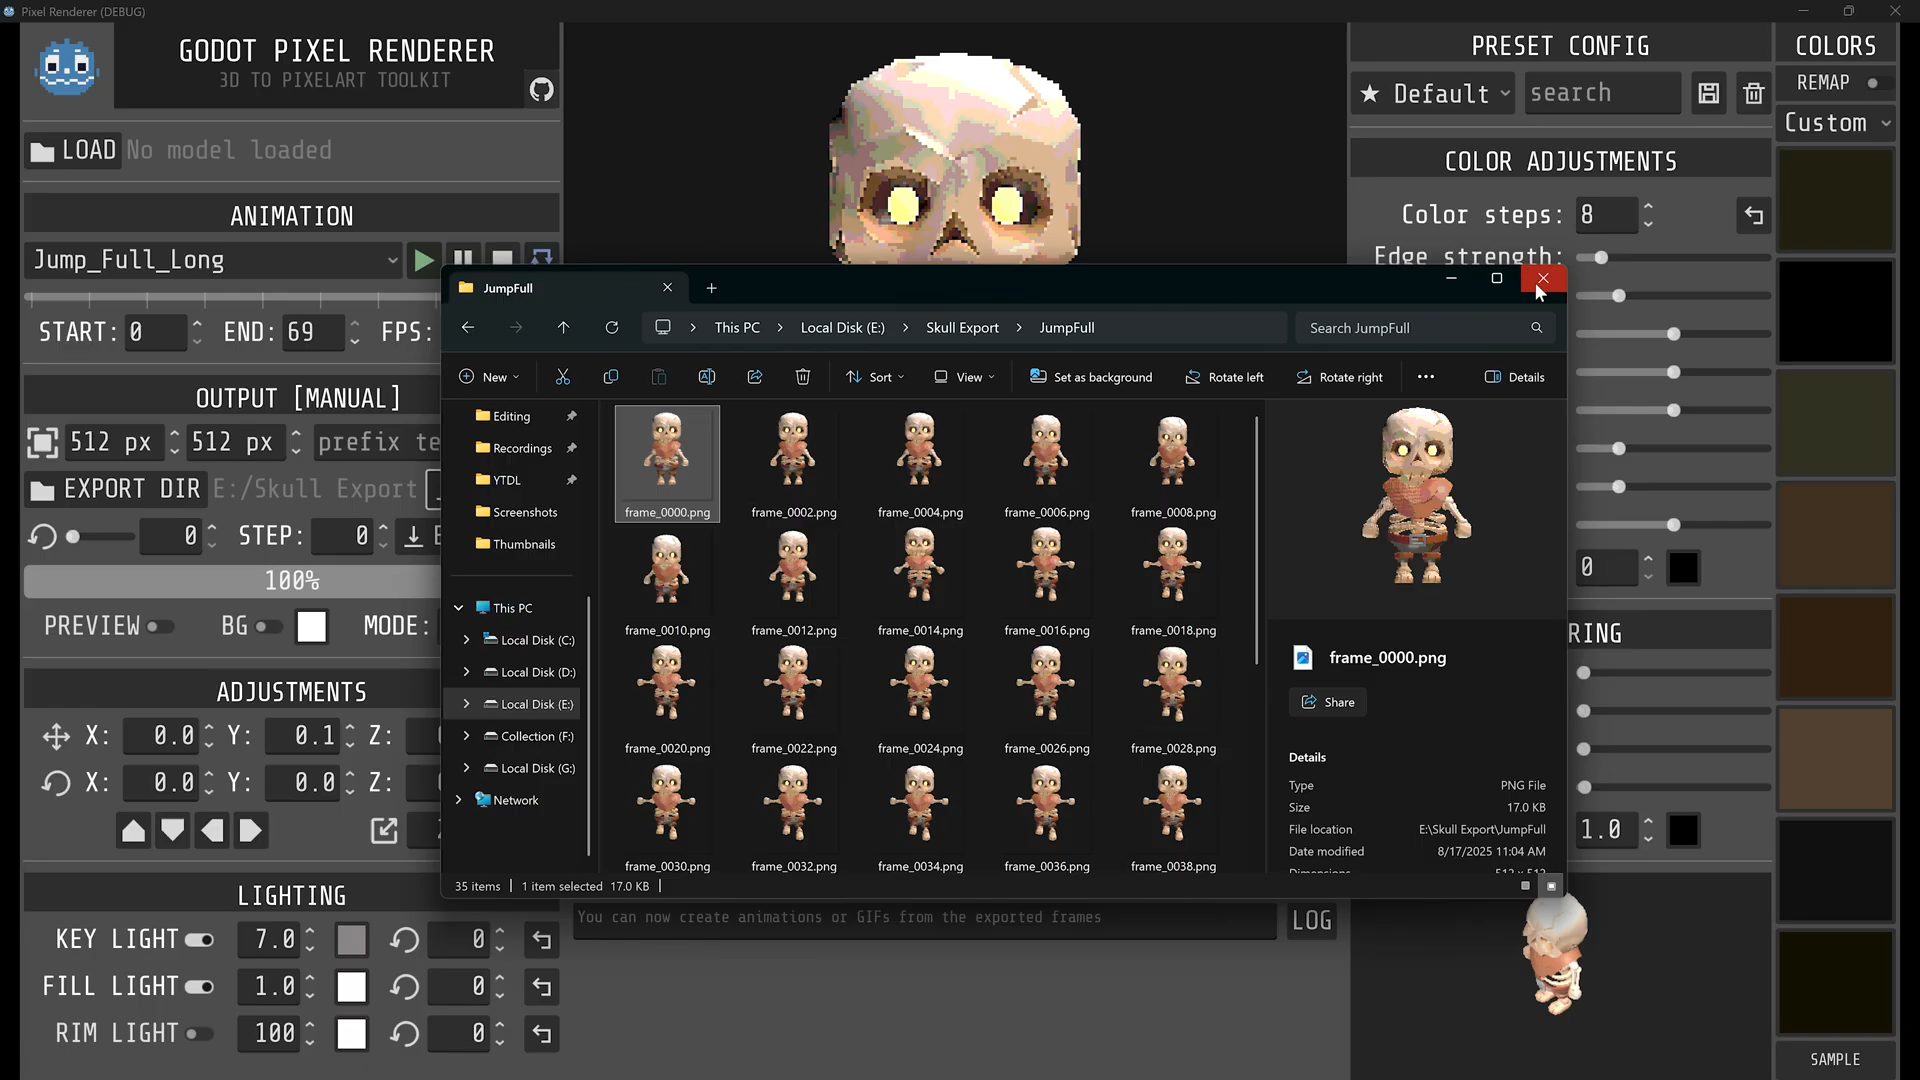 Pixel Renderer (DEBUG)
GODOT PIXEL RENDERER
3D TO PIXELART TOOLKIT
LOAD No model loaded
ANIMATION
Jump_Full_Long
START: 0 END: 69 FPS:
OUTPUT [MANUAL]
512 px 512 px prefix te
EXPORT DIR E:/Skull Export
0 STEP: 0
100%
PREVIEW BG MODE:
ADJUSTMENTS
X: 0.0 Y: 0.1 Z:
X: 0.0 Y: 0.0 Z:
LIGHTING
KEY LIGHT 7.0 0
FILL LIGHT 1.0 0
RIM LIGHT 100 0
JumpFull
This PC > Local Disk (E:) > Skull Export > JumpFull
Search JumpFull
New Sort View Set as background Rotate left Rotate right Details
Editing
Recordings
YTDL
Screenshots
Thumbnails
This PC
Local Disk (C:)
Local Disk (D:)
Local Disk (E:)
Collection (F:)
Local Disk (G:)
Network
frame_0000.png frame_0002.png frame_0004.png frame_0006.png frame_0008.png
frame_0010.png frame_0012.png frame_0014.png frame_0016.png frame_0018.png
frame_0020.png frame_0022.png frame_0024.png frame_0026.png frame_0028.png
frame_0030.png frame_0032.png frame_0034.png frame_0036.png frame_0038.png
frame_0000.png
Share
Details
Type PNG File
Size 17.0 KB
File location E:\Skull Export\JumpFull
Date modified 8/17/2025 11:04 AM
35 items 1 item selected 17.0 KB
You can now create animations or GIFs from the exported frames
LOG
PRESET CONFIG
Default search
COLOR ADJUSTMENTS
Color steps: 8
Edge strength:
0
RING
1.0
COLORS
REMAP
Custom
SAMPLE